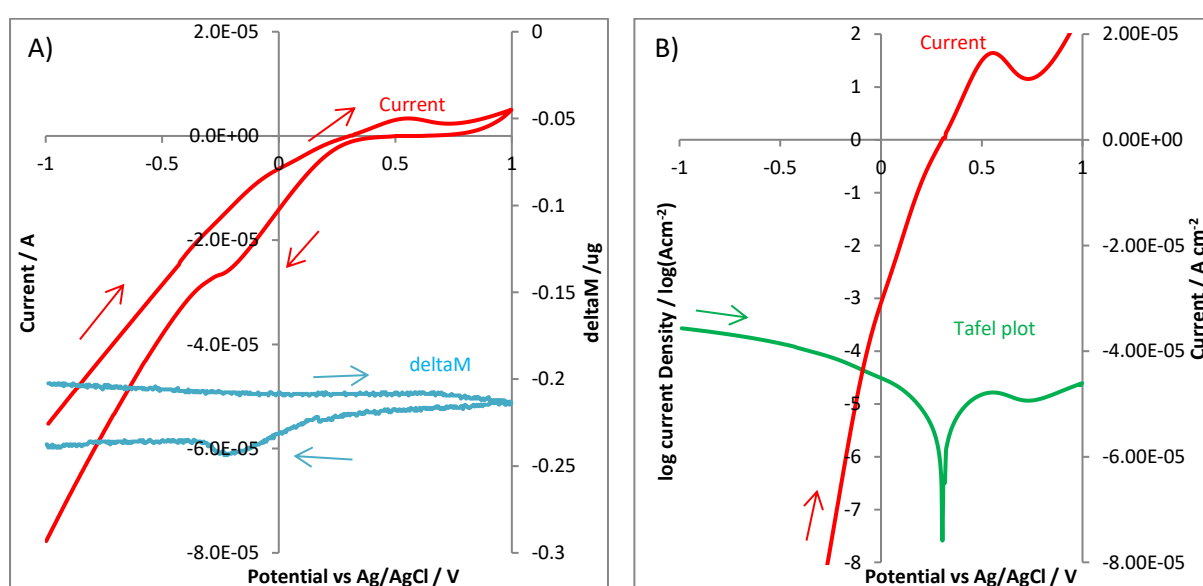 A)
2.0E-05
0.0E+00
-2.0E-05
-4.0E-05
-6.0E-05
-8.0E-05
-1
-0.5
0
0.5
1
0
-0.05
-0.1
-0.15
-0.2
-0.25
-0.3
Current
deltaM
Current / A
deltaM /ug
Potential vs Ag/AgCl / V
B)
2
1
0
-1
-2
-3
-4
-5
-6
-7
-8
-1
-0.5
0
0.5
1
2.00E-05
0.00E+00
-2.00E-05
-4.00E-05
-6.00E-05
-8.00E-05
Current
Tafel plot
log current Density / log(Acm⁻²)
Current / A cm⁻²
Potential vs Ag/AgCl / V